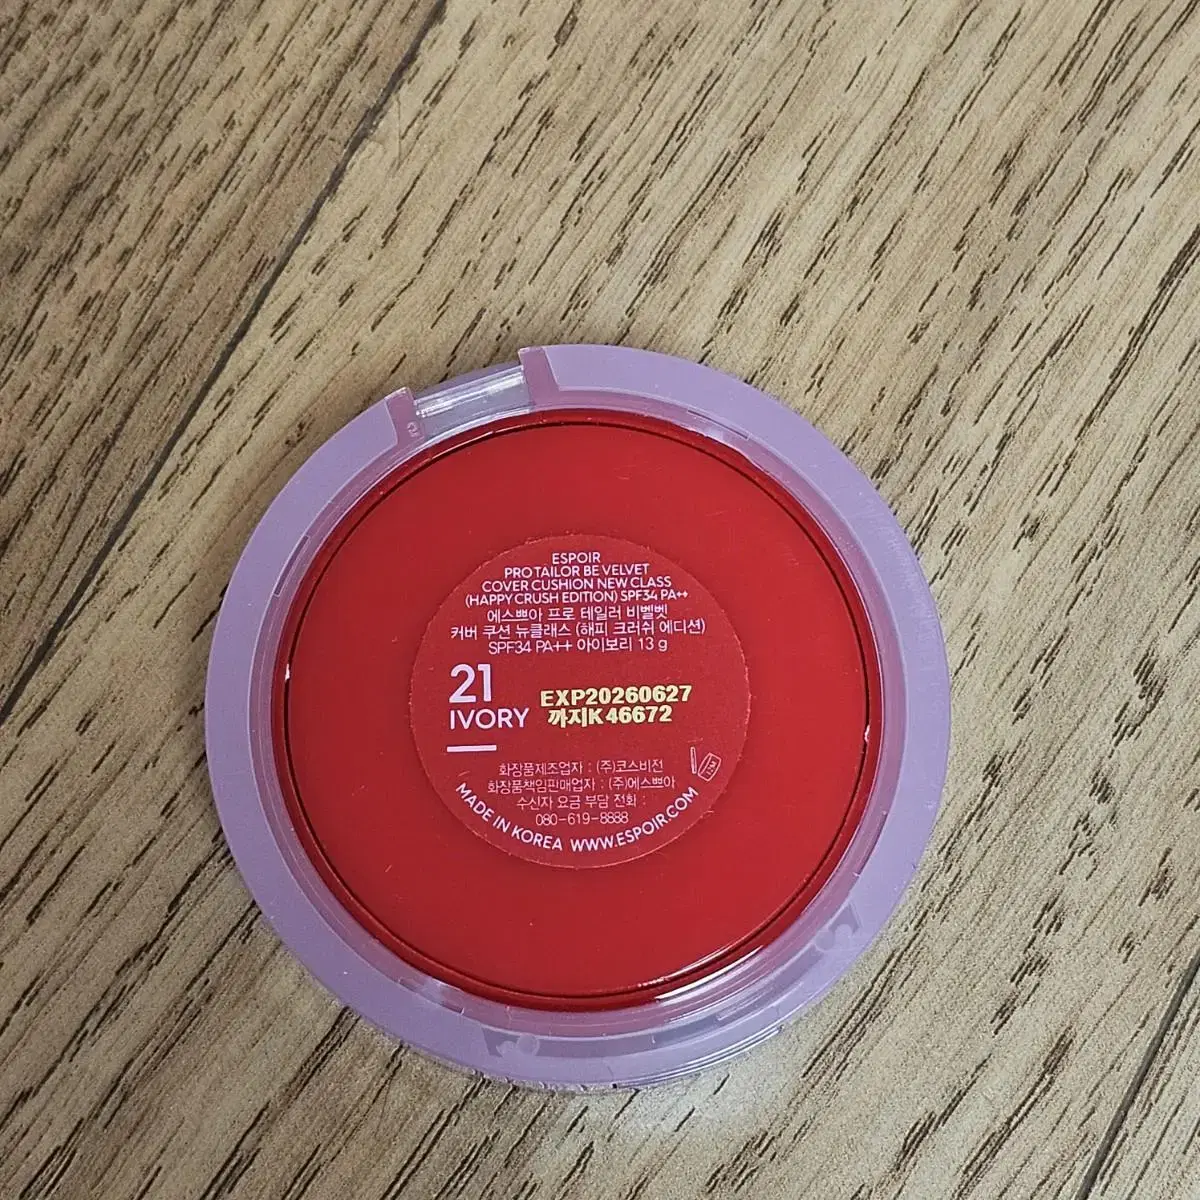 ESPOIR
PRO TAILOR BE VELVET
COVER CUSHION NEW CLASS
(HAPPY CRUSH EDITION) SPF34 PA++
에스쁘아 프로 테일러 비벨벳
커버 쿠션 뉴클래스 (해피 크러쉬 에디션)
SPF34 PA++ 아이보리 13 g
21
IVORY
EXP20260627
까지K46672
화장품제조업자 : (주)코스비전
화장품책임판매업자 : (주)에스쁘아
수신자 요금 부담 전화 :
080-619-8888
MADE IN KOREA WWW.ESPOIR.COM